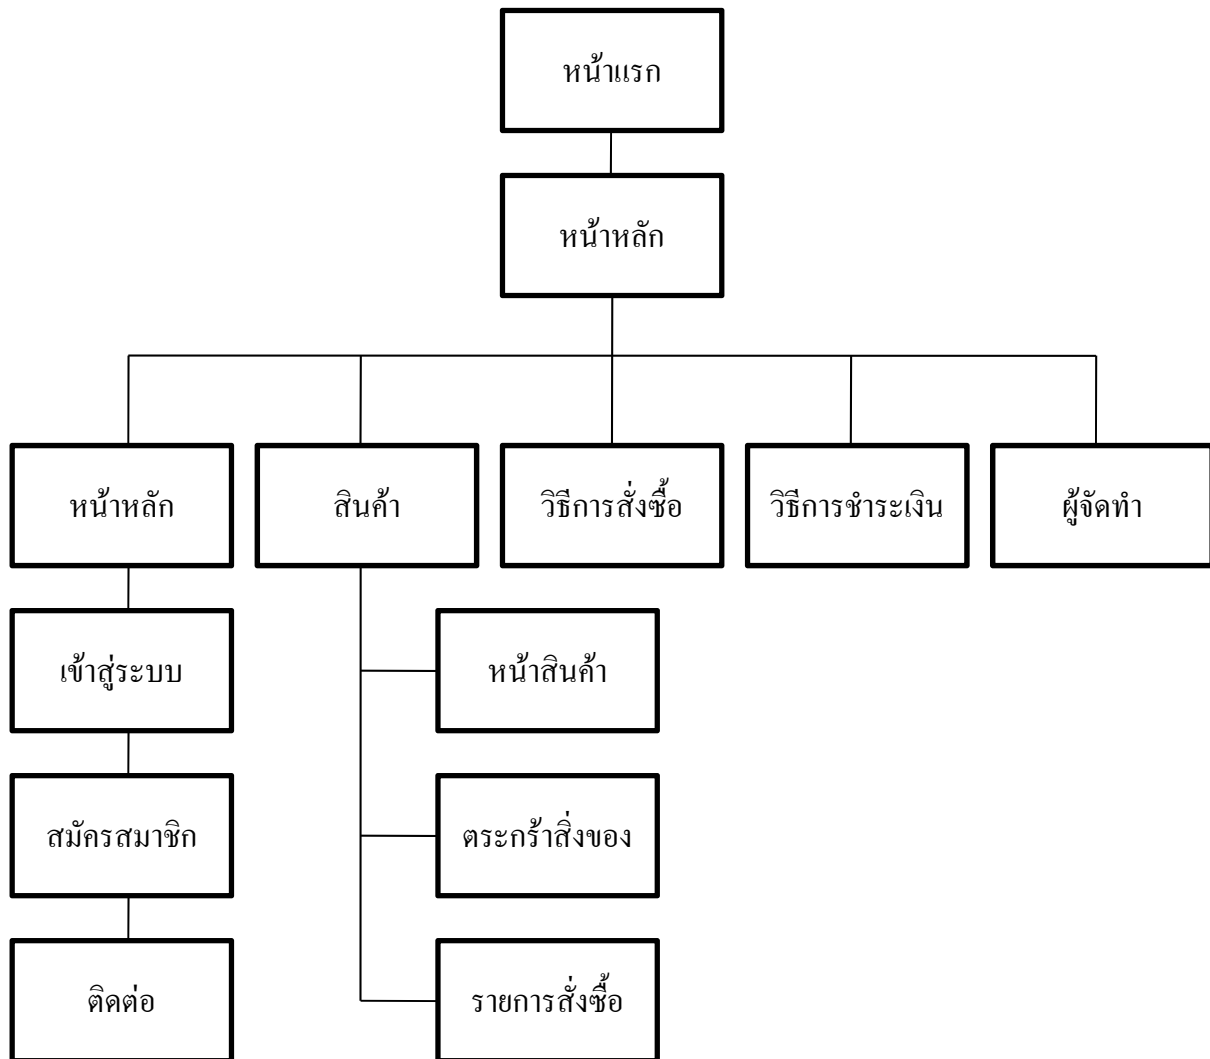 หน้าแรก
หน้าหลัก
หน้าหลัก
สินค้า
วิธีการสั่งซื้อ
วิธีการชำระเงิน
ผู้จัดทำ
เข้าสู่ระบบ
หน้าสินค้า
สมัครสมาชิก
ตระกร้าสิ่งของ
ติดต่อ
รายการสั่งซื้อ